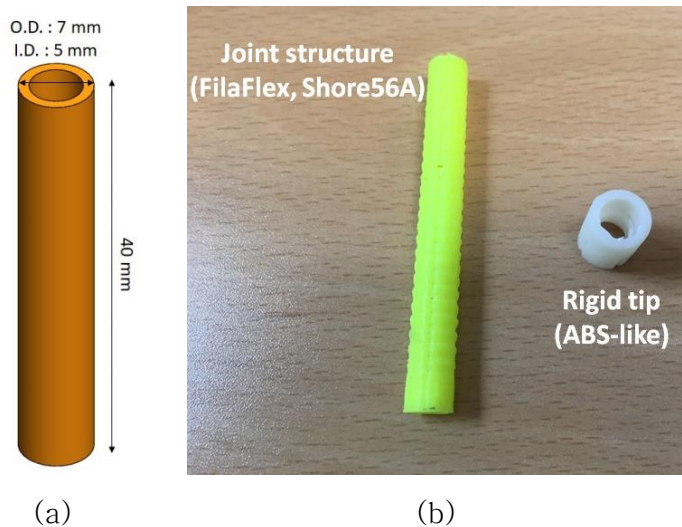 O.D. : 7 mm
I.D. : 5 mm
40 mm
Joint structure
(FilaFlex, Shore56A)
Rigid tip
(ABS-like)
(a)
(b)